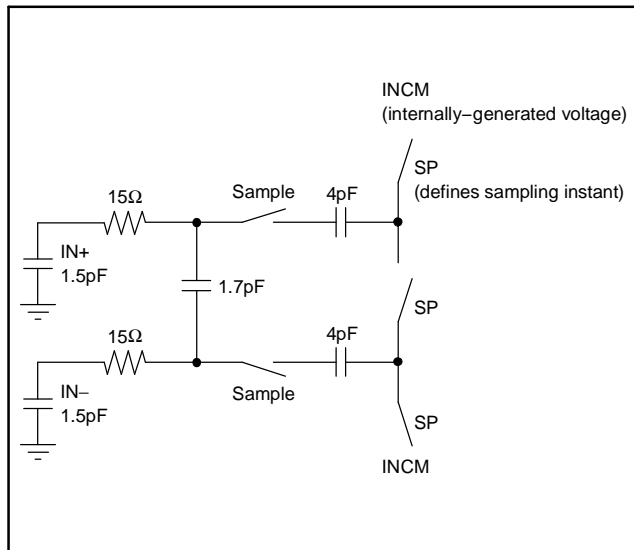 INCM
(internally−generated voltage)
SP
(defines sampling instant)
Sample
4pF
15Ω
IN+
1.5pF
1.7pF
SP
15Ω
4pF
IN−
1.5pF
Sample
SP
INCM